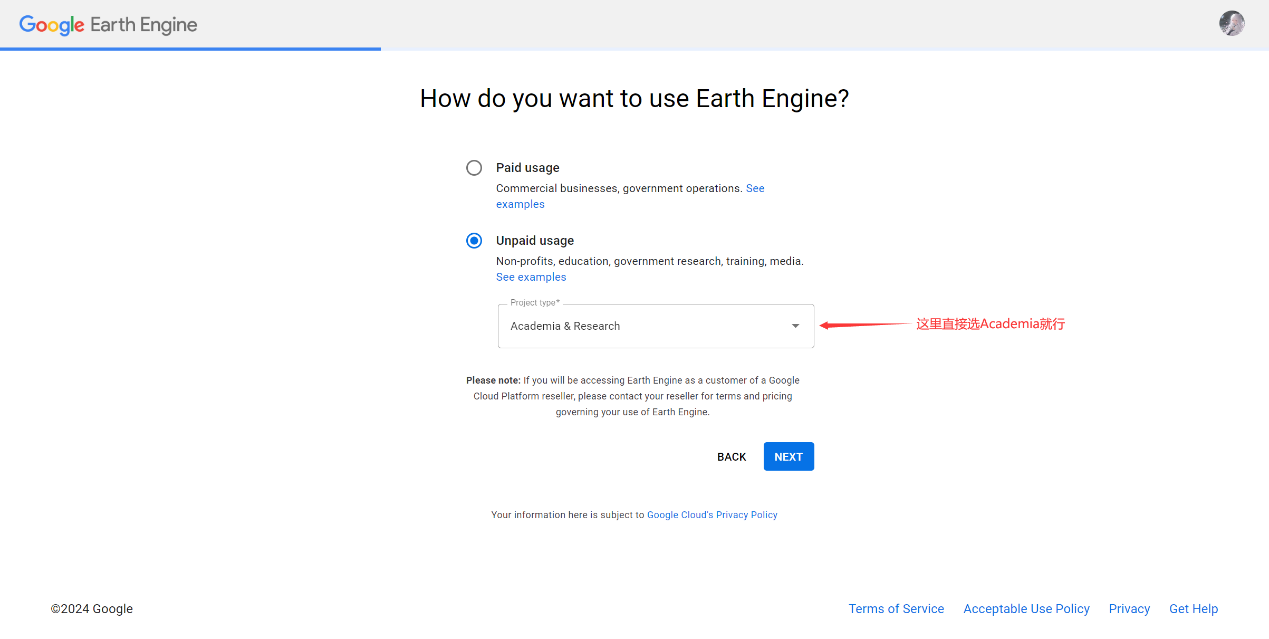 Google Earth Engine
How do you want to use Earth Engine?
Paid usage
Commercial businesses, government operations. See
examples
Unpaid usage
Non-profits, education, government research, training, media.
See examples
Project type*
Academia & Research
这里直接选Academia就行
Please note: If you will be accessing Earth Engine as a customer of a Google
Cloud Platform reseller, please contact your reseller for terms and pricing
governing your use of Earth Engine.
BACK
NEXT
Your information here is subject to Google Cloud's Privacy Policy
©2024 Google
Terms of Service
Acceptable Use Policy
Privacy
Get Help